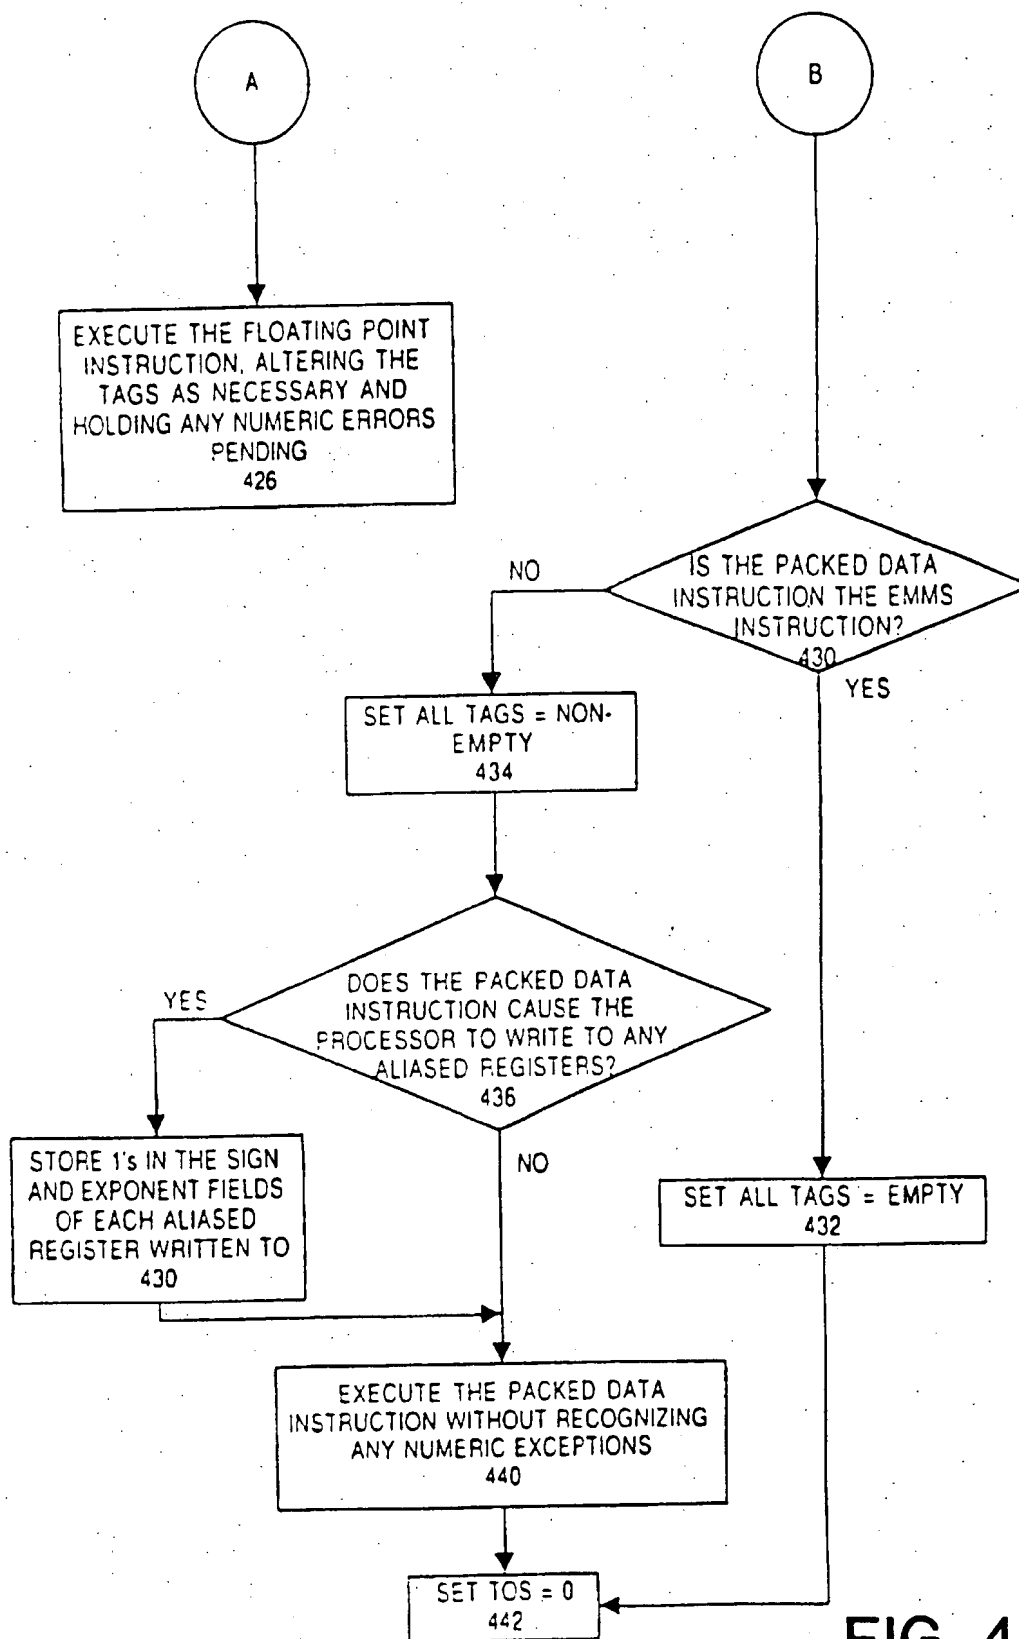 A
B
EXECUTE THE FLOATING POINT
INSTRUCTION, ALTERING THE
TAGS AS NECESSARY AND
HOLDING ANY NUMERIC ERRORS
PENDING
426
IS THE PACKED DATA
INSTRUCTION THE EMMS
INSTRUCTION?
430
NO
YES
SET ALL TAGS = NON-
EMPTY
434
DOES THE PACKED DATA
INSTRUCTION CAUSE THE
PROCESSOR TO WRITE TO ANY
ALIASED REGISTERS?
436
YES
NO
STORE 1's IN THE SIGN
AND EXPONENT FIELDS
OF EACH ALIASED
REGISTER WRITTEN TO
430
SET ALL TAGS = EMPTY
432
EXECUTE THE PACKED DATA
INSTRUCTION WITHOUT RECOGNIZING
ANY NUMERIC EXCEPTIONS
440
SET TOS = 0
442
FIG. 4